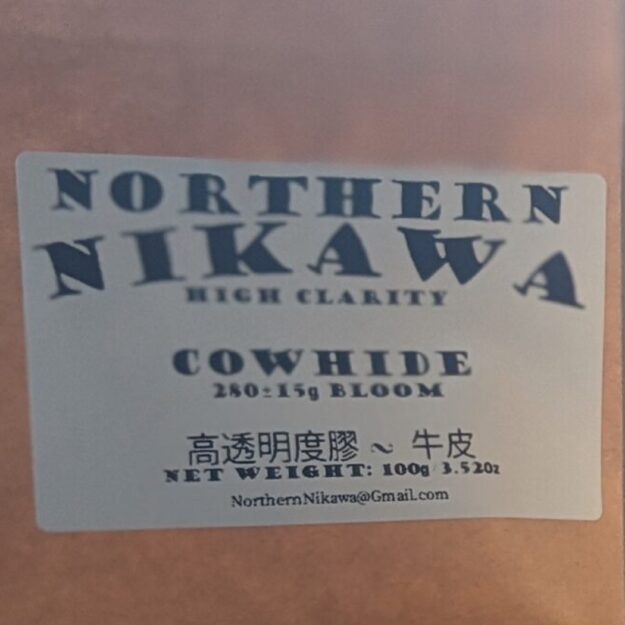 NORTHERN
NIKAWA
HIGH CLARITY
COWHIDE
280±15g BLOOM
高透明度膠 ~ 牛皮
NET WEIGHT: 100g/3.52oz
NorthernNikawa@Gmail.com